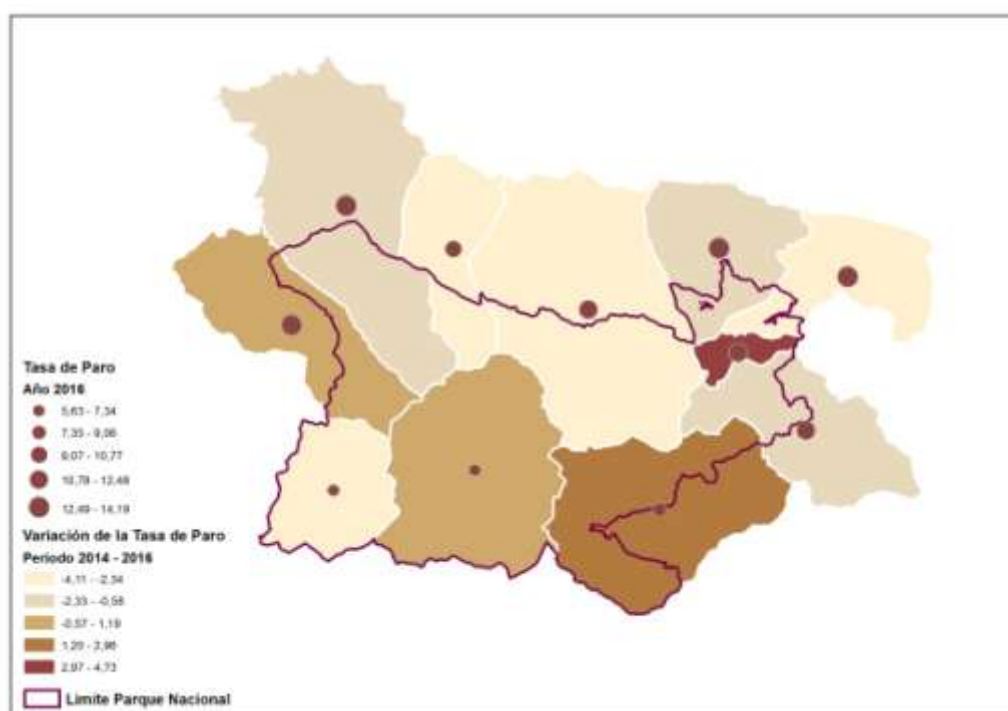 Tasa de Paro
Año 2016
5,63 - 7,34
7,35 - 9,06
9,07 - 10,77
10,78 - 12,48
12,49 - 14,19
Variación de la Tasa de Paro
Periodo 2014 - 2016
-4,11 - -2,34
-2,33 - -0,58
-0,57 - 1,19
1,20 - 2,96
2,97 - 4,73
Limite Parque Nacional